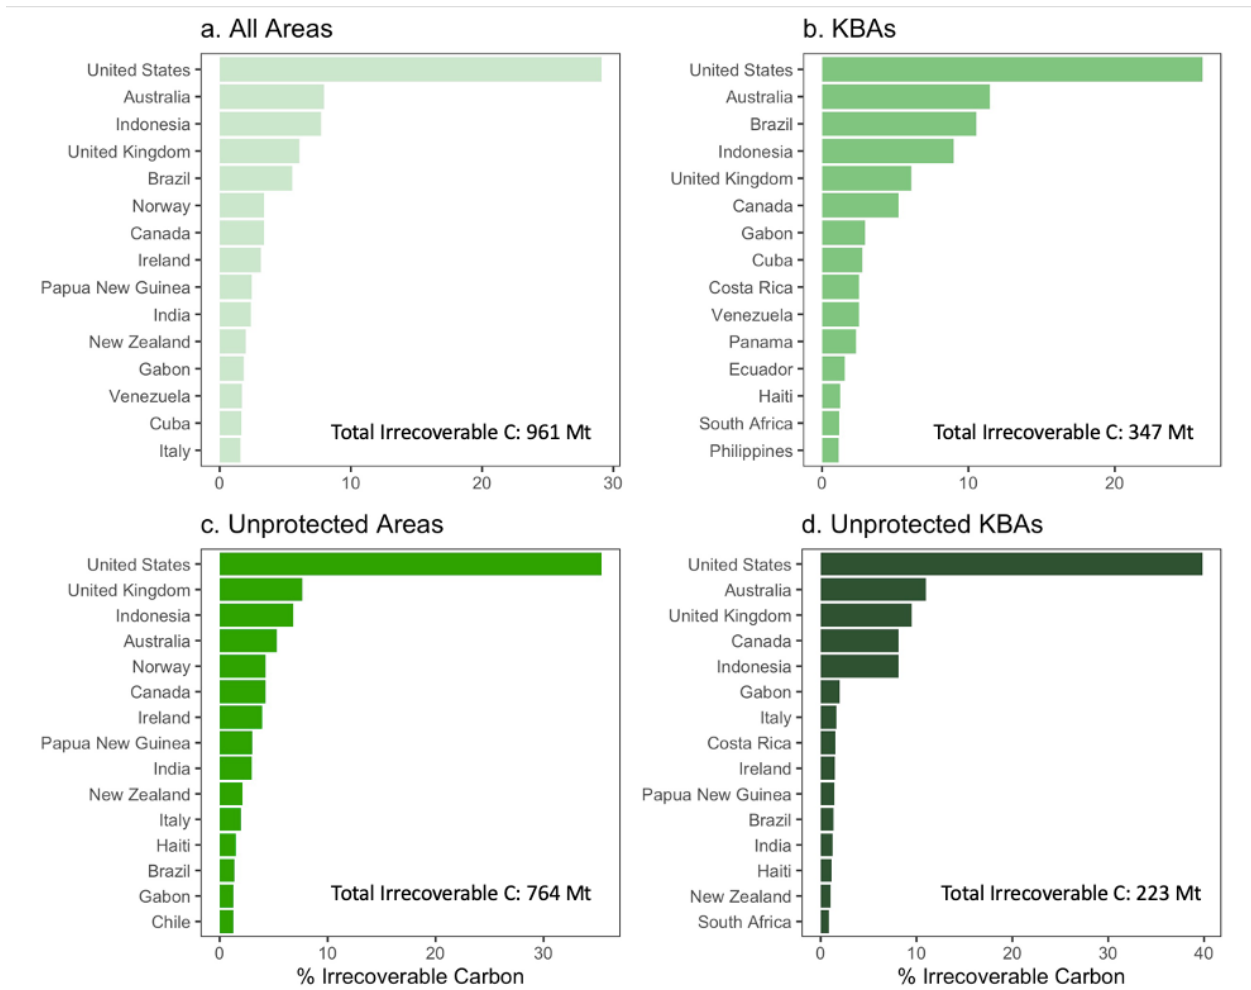 a. All Areas
United States
Australia
Indonesia
United Kingdom
Brazil
Norway
Canada
Ireland
Papua New Guinea
India
New Zealand
Gabon
Venezuela
Cuba
Italy
Total Irrecoverable C: 961 Mt
0 10 20 30
b. KBAs
United States
Australia
Brazil
Indonesia
United Kingdom
Canada
Gabon
Cuba
Costa Rica
Venezuela
Panama
Ecuador
Haiti
South Africa
Philippines
Total Irrecoverable C: 347 Mt
0 10 20
c. Unprotected Areas
United States
United Kingdom
Indonesia
Australia
Norway
Canada
Ireland
Papua New Guinea
India
New Zealand
Italy
Haiti
Brazil
Gabon
Chile
Total Irrecoverable C: 764 Mt
0 10 20 30
% Irrecoverable Carbon
d. Unprotected KBAs
United States
Australia
United Kingdom
Canada
Indonesia
Gabon
Italy
Costa Rica
Ireland
Papua New Guinea
Brazil
India
Haiti
New Zealand
South Africa
Total Irrecoverable C: 223 Mt
0 10 20 30 40
% Irrecoverable Carbon